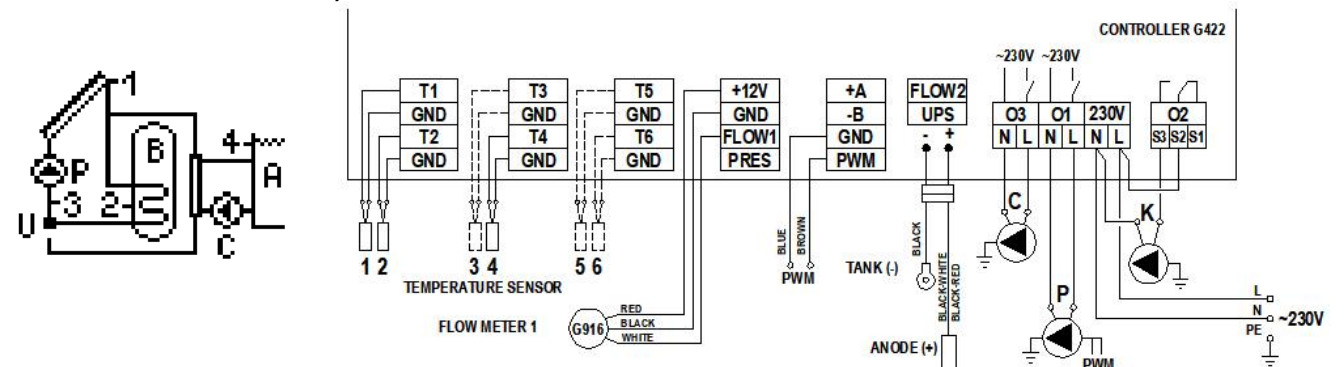 CONTROLLER G422
~230V ~230V
T1 T3 T5 +12V +A FLOW2
GND GND GND GND -B UPS
T2 T4 T6 FLOW1 GND - +
GND GND GND PRES PWM
O3 O1 230V O2
N L N L N L S3 S2 S1
1
B
4
A
P
3 2
U
C
C
K
BLUE
BROWN
BLACK
BLACK-WHITE
BLACK-RED
1 2 3 4 5 6
PWM
TANK (-)
TEMPERATURE SENSOR
P
L
N
PE
~230V
RED
FLOW METER 1 G916 BLACK
WHITE
ANODE (+)
PWM